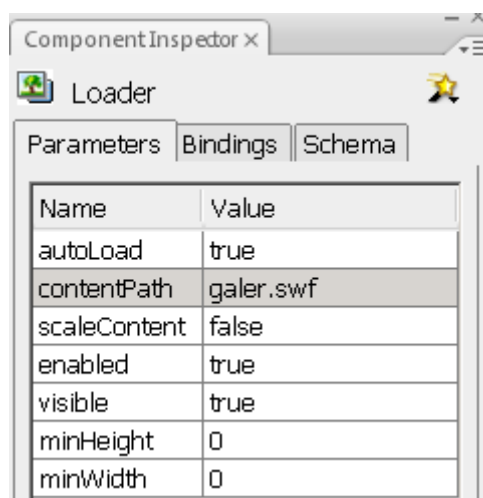 Component Inspector
Loader
Parameters Bindings Schema
Name Value
autoLoad true
contentPath galer.swf
scaleContent false
enabled true
visible true
minHeight 0
minWidth 0